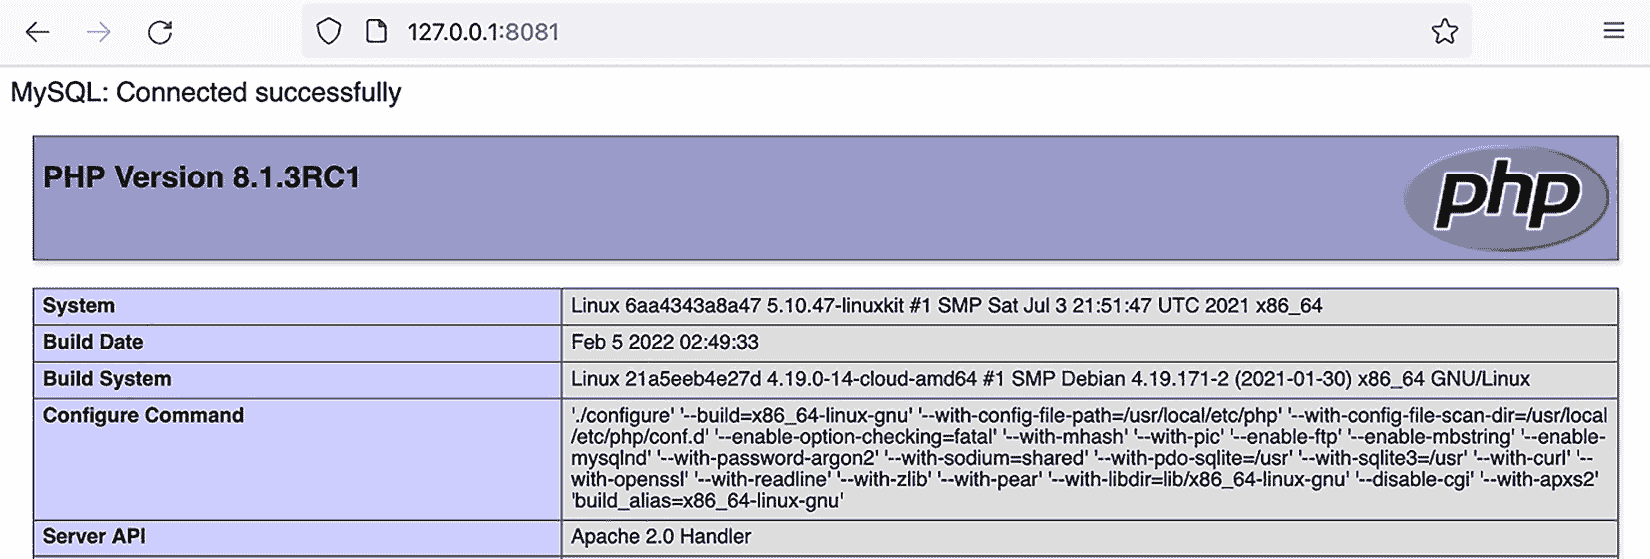 127.0.0.1:8081
MySQL: Connected successfully
PHP Version 8.1.3RC1
php
System Linux 6aa4343a8a47 5.10.47-linuxkit #1 SMP Sat Jul 3 21:51:47 UTC 2021 x86_64
Build Date Feb 5 2022 02:49:33
Build System Linux 21a5eeb4e27d 4.19.0-14-cloud-amd64 #1 SMP Debian 4.19.171-2 (2021-01-30) x86_64 GNU/Linux
Configure Command './configure' '--build=x86_64-linux-gnu' '--with-config-file-path=/usr/local/etc/php' '--with-config-file-scan-dir=/usr/local
/etc/php/conf.d' '--enable-option-checking=fatal' '--with-mhash' '--with-pic' '--enable-ftp' '--enable-mbstring' '--enable-
mysqlnd' '--with-password-argon2' '--with-sodium=shared' '--with-pdo-sqlite=/usr' '--with-sqlite3=/usr' '--with-curl' '--
with-openssl' '--with-readline' '--with-zlib' '--with-pear' '--with-libdir=lib/x86_64-linux-gnu' '--disable-cgi' '--with-apxs2'
'build_alias=x86_64-linux-gnu'
Server API Apache 2.0 Handler